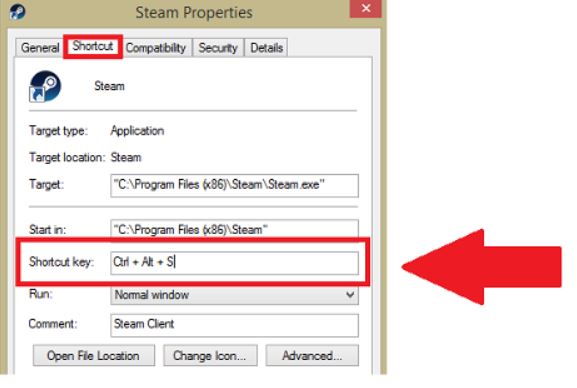 Steam Properties
General Shortcut Compatibility Security Details
Steam
Target type: Application
Target location: Steam
Target: "C:\Program Files (x86)\Steam\Steam.exe"
Start in: "C:\Program Files (x86)\Steam"
Shortcut key: Ctrl + Alt + S
Run: Normal window
Comment: Steam Client
Open File Location Change Icon... Advanced...